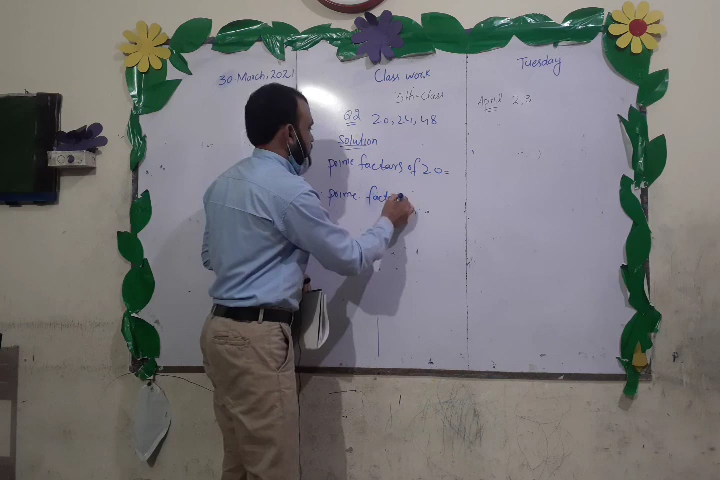 30 March, 2021
Class work
Tuesday
5th-Class
Q2 20, 24, 48
Solution
prime factors of 20=
prime facto
April 2, 3